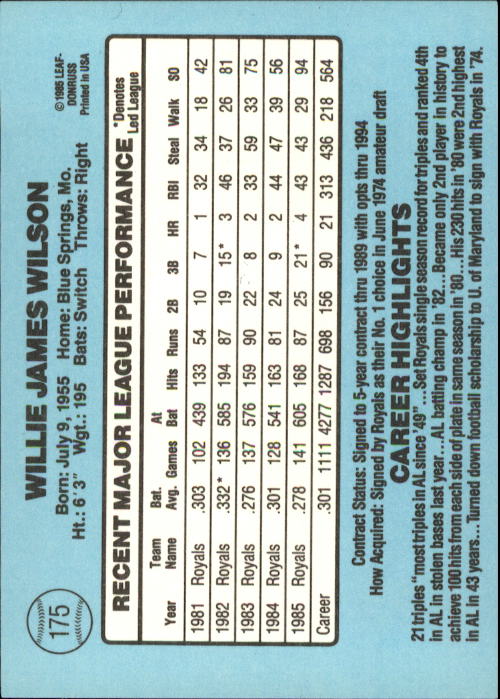 175
WILLIE JAMES WILSON
© 1985 LEAF-
DONRUSS
Printed in USA
Born: July 9, 1955 Home: Blue Springs, Mo.
Ht.: 6'3" Wgt.: 195 Bats: Switch Throws: Right
RECENT MAJOR LEAGUE PERFORMANCE *Denotes
Led League
Year Team Name Bat. Avg. Games At Bat Hits Runs 2B 3B HR RBI Steal Walk SO
1981 Royals .303 102 439 133 54 10 7 1 32 34 18 42
1982 Royals .332* 136 585 194 87 19 15* 3 46 37 26 81
1983 Royals .276 137 576 159 90 22 8 2 33 59 33 75
1984 Royals .301 128 541 163 81 24 9 2 44 47 39 56
1985 Royals .278 141 605 168 87 25 21* 4 43 43 29 94
Career .301 1111 4277 1287 698 156 90 21 313 436 218 564
Contract Status: Signed to 5-year contract thru 1989 with opts thru 1994
How Acquired: Signed by Royals as their No. 1 choice in June 1974 amateur draft
CAREER HIGHLIGHTS
21 triples "most triples in AL since '49"...Set Royals single season record for triples and ranked 4th
in AL in stolen bases last year...AL batting champ in '82...Became only 2nd player in history to
achieve 100 hits from each side of plate in same season in '80...His 230 hits in '80 were 2nd highest
in AL in 43 years...Turned down football scholarship to U. of Maryland to sign with Royals in '74.